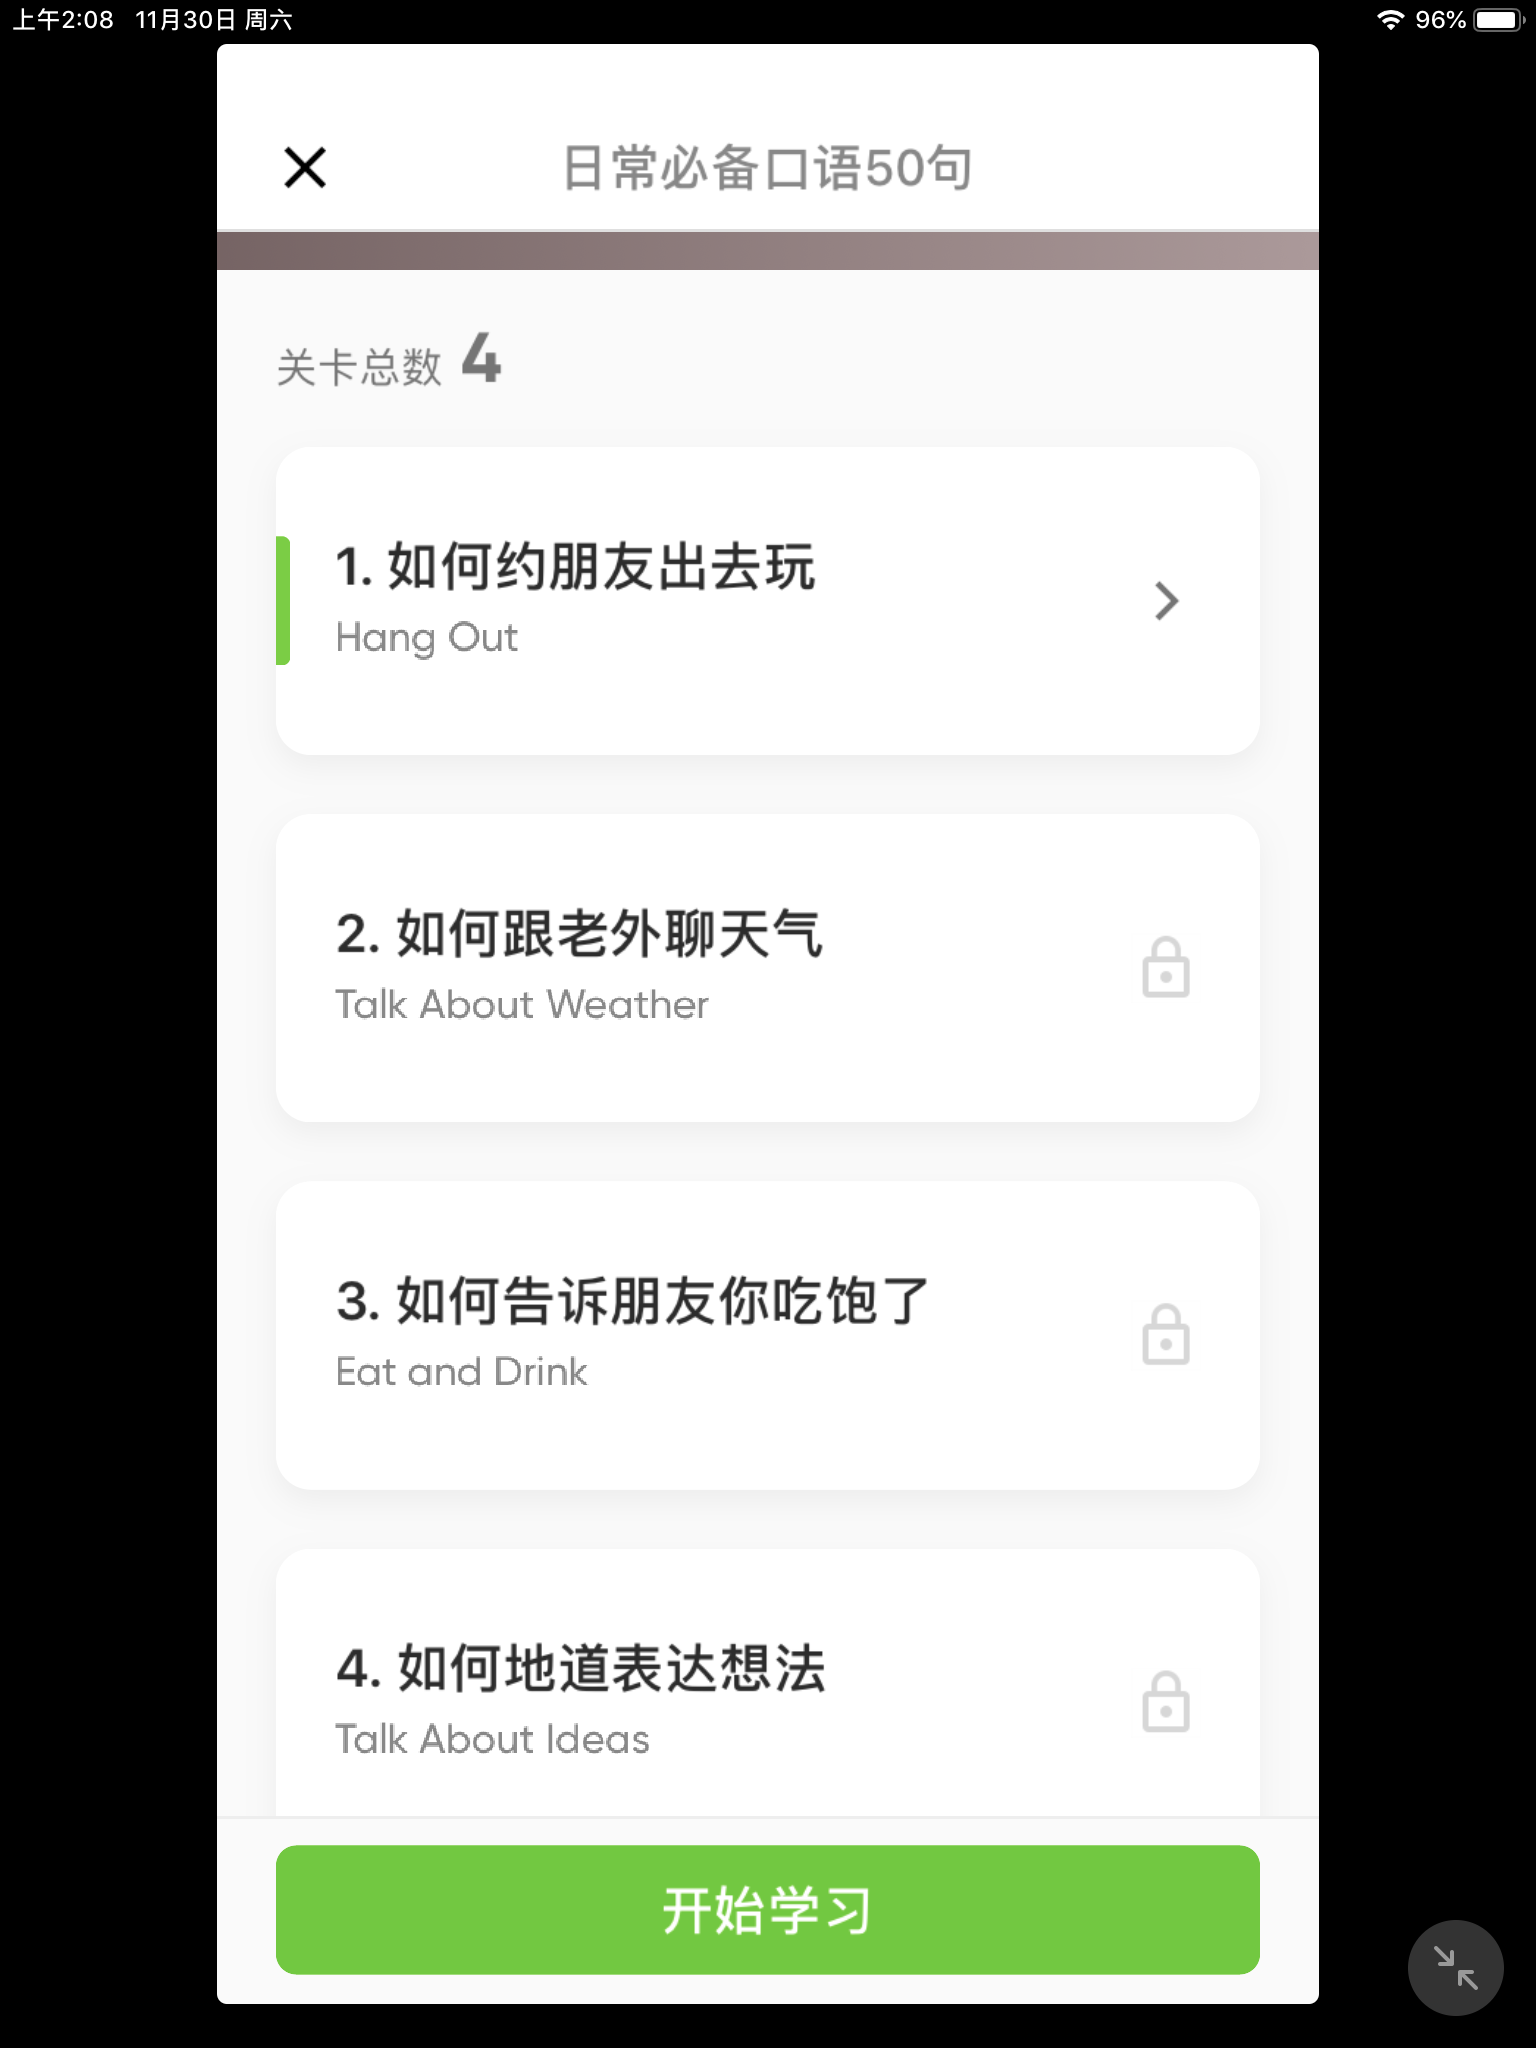 上午2:08 11月30日 周六 96%
日常必备口语50句
关卡总数 4
1. 如何约朋友出去玩
Hang Out
2. 如何跟老外聊天气
Talk About Weather
3. 如何告诉朋友你吃饱了
Eat and Drink
4. 如何地道表达想法
Talk About Ideas
开始学习